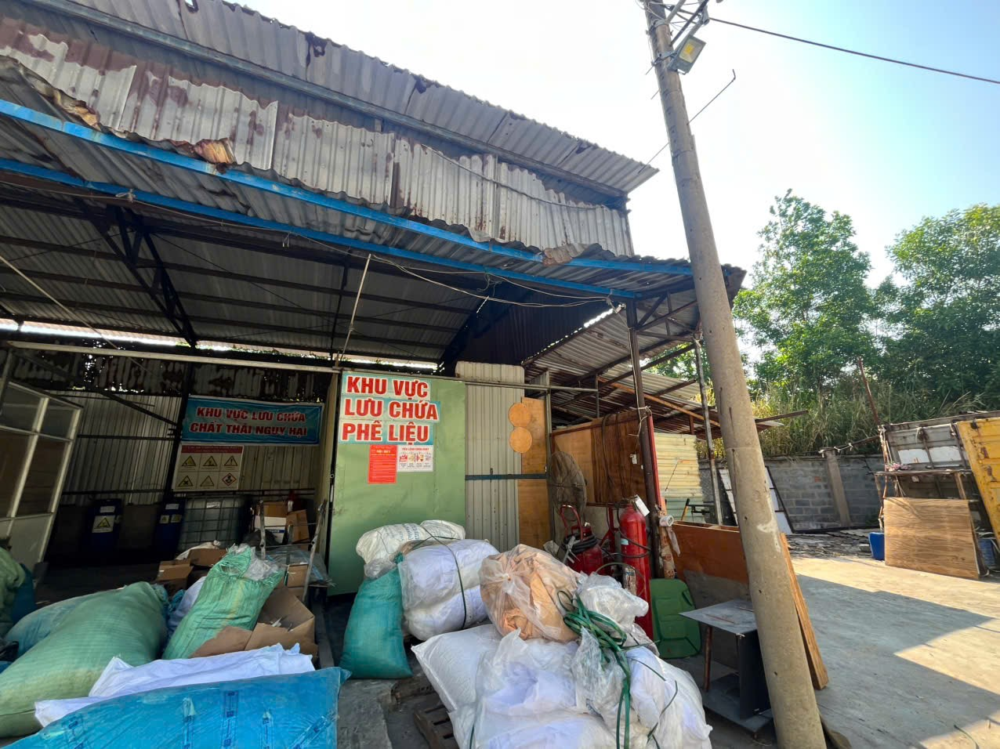 KHU VỰC
LƯU CHỨA
PHẾ LIỆU
KHU VỰC LƯU CHỨA
CHẤT THẢI NGUY HẠI